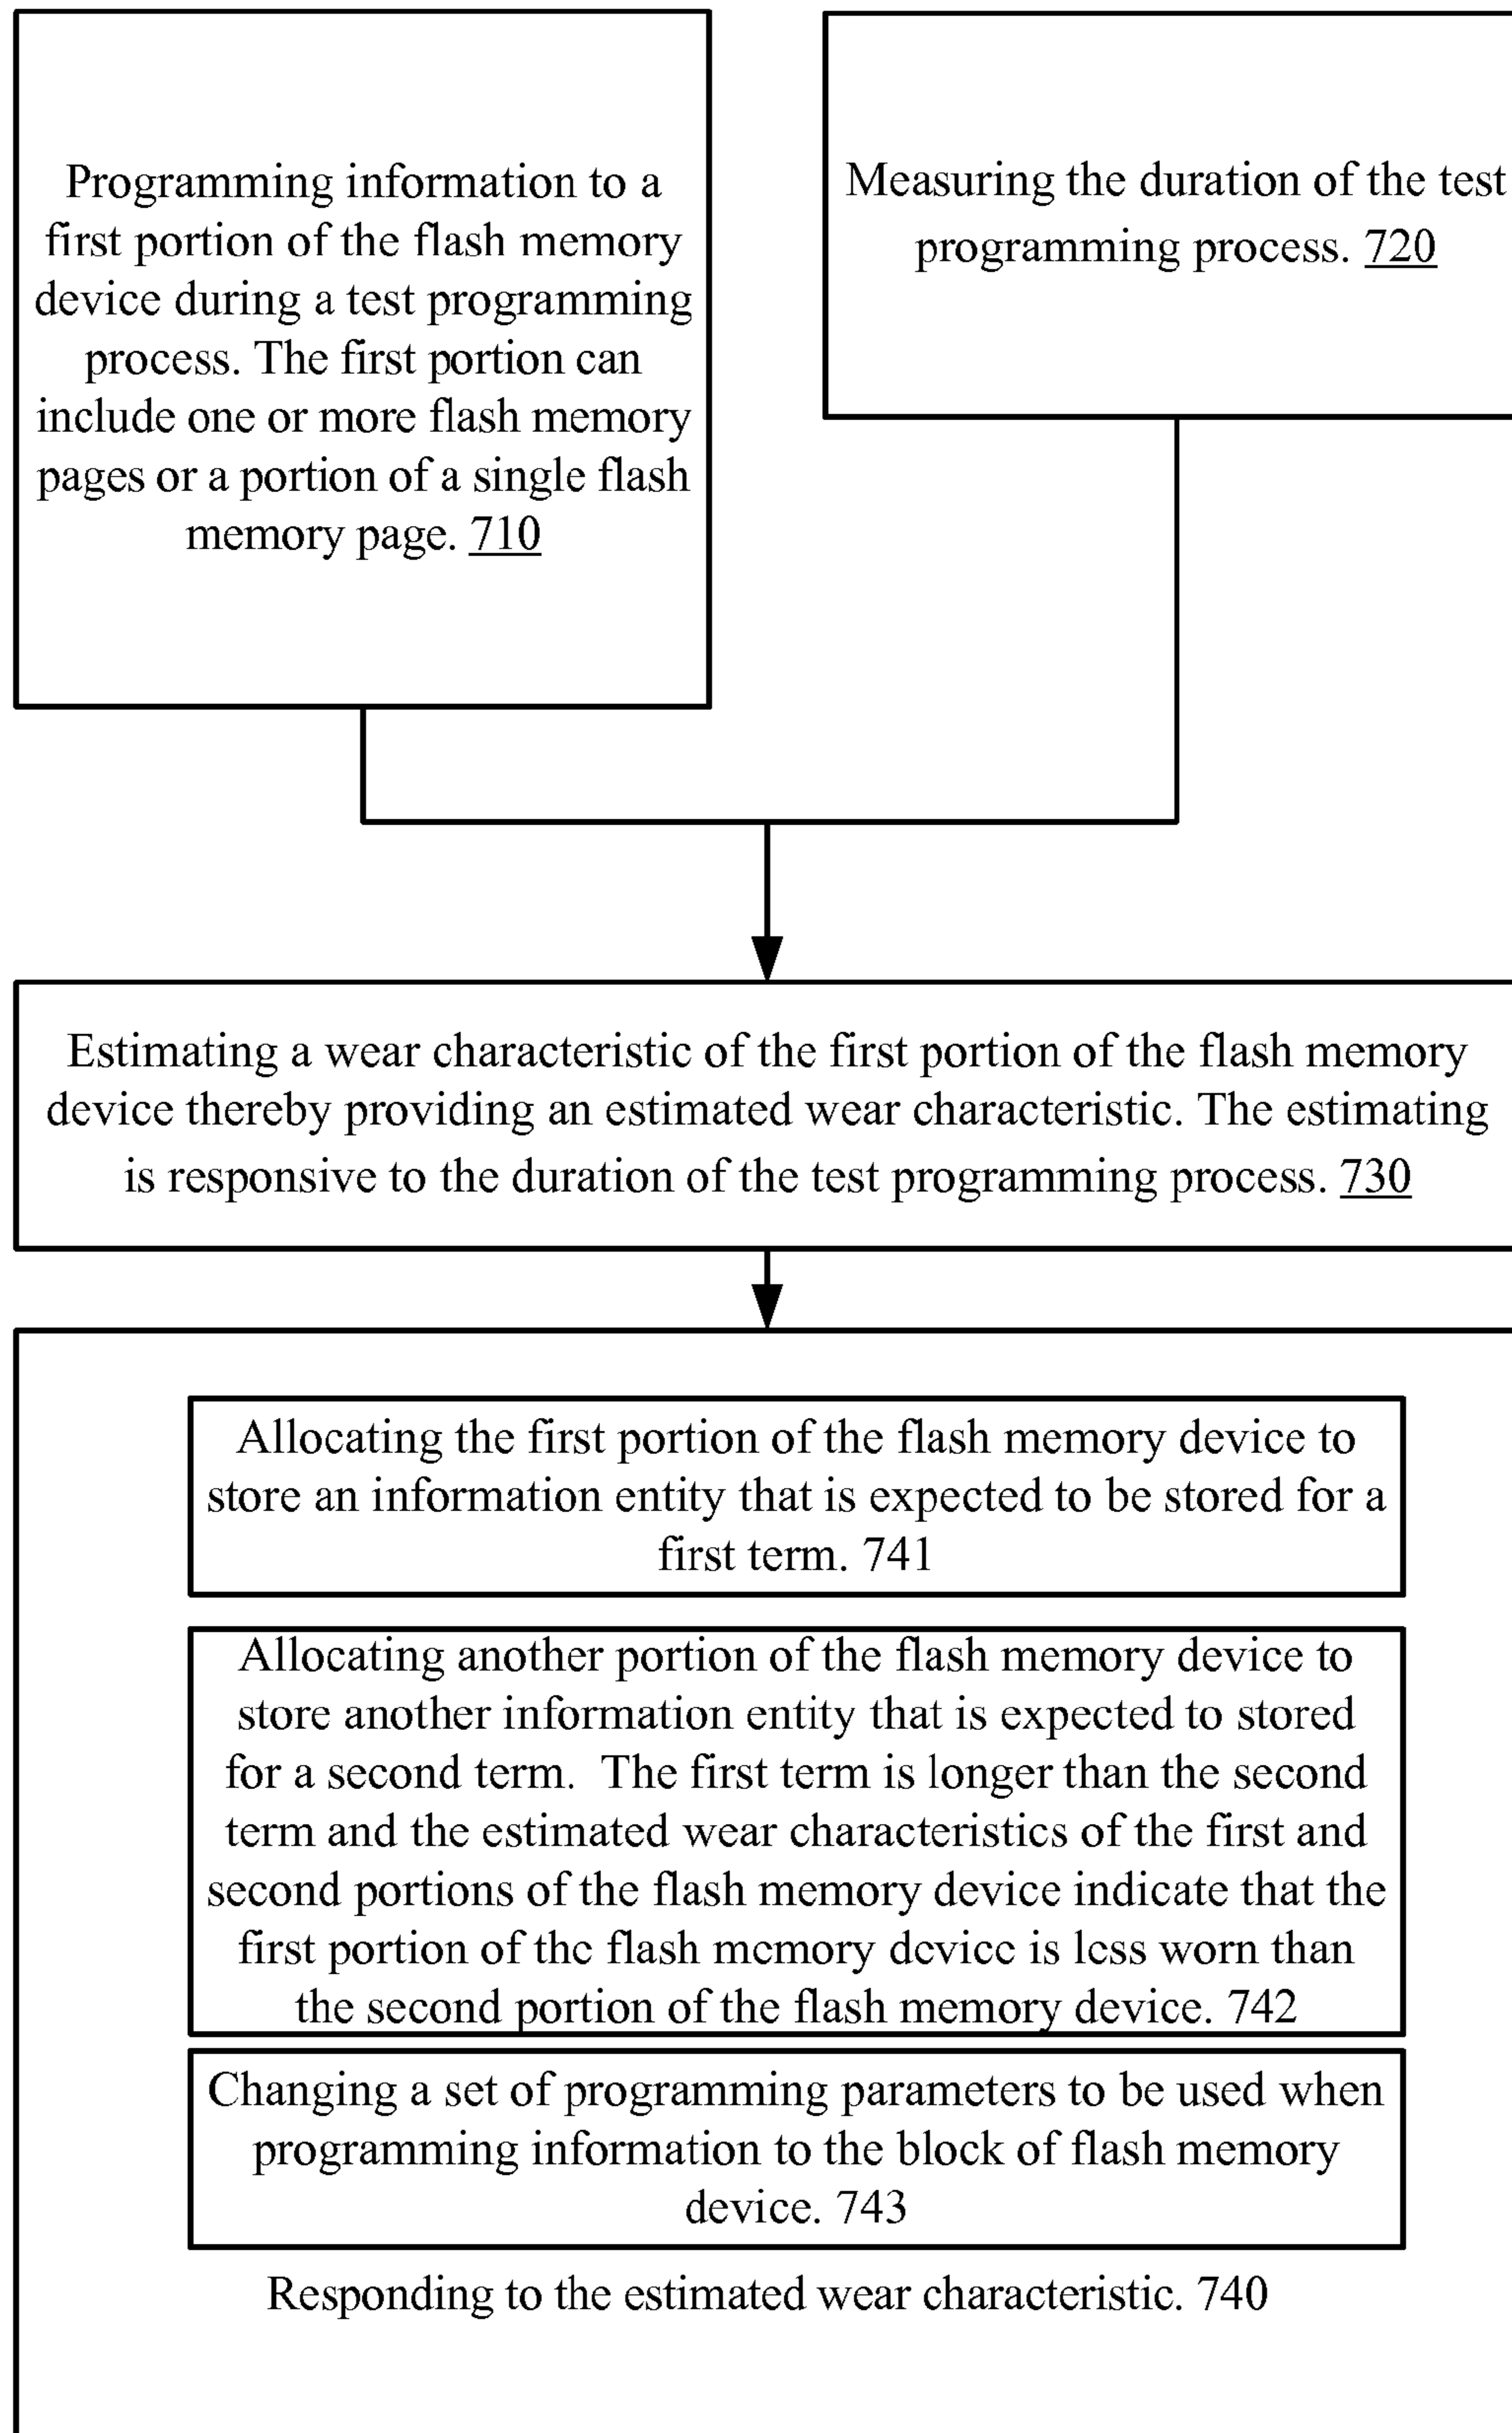 Programming information to a
first portion of the flash memory
device during a test programming
process. The first portion can
include one or more flash memory
pages or a portion of a single flash
memory page. 710
Measuring the duration of the test
programming process. 720
Estimating a wear characteristic of the first portion of the flash memory
device thereby providing an estimated wear characteristic. The estimating
is responsive to the duration of the test programming process. 730
Allocating the first portion of the flash memory device to
store an information entity that is expected to be stored for a
first term. 741
Allocating another portion of the flash memory device to
store another information entity that is expected to stored
for a second term. The first term is longer than the second
term and the estimated wear characteristics of the first and
second portions of the flash memory device indicate that the
first portion of the flash memory device is less worn than
the second portion of the flash memory device. 742
Changing a set of programming parameters to be used when
programming information to the block of flash memory
device. 743
Responding to the estimated wear characteristic. 740